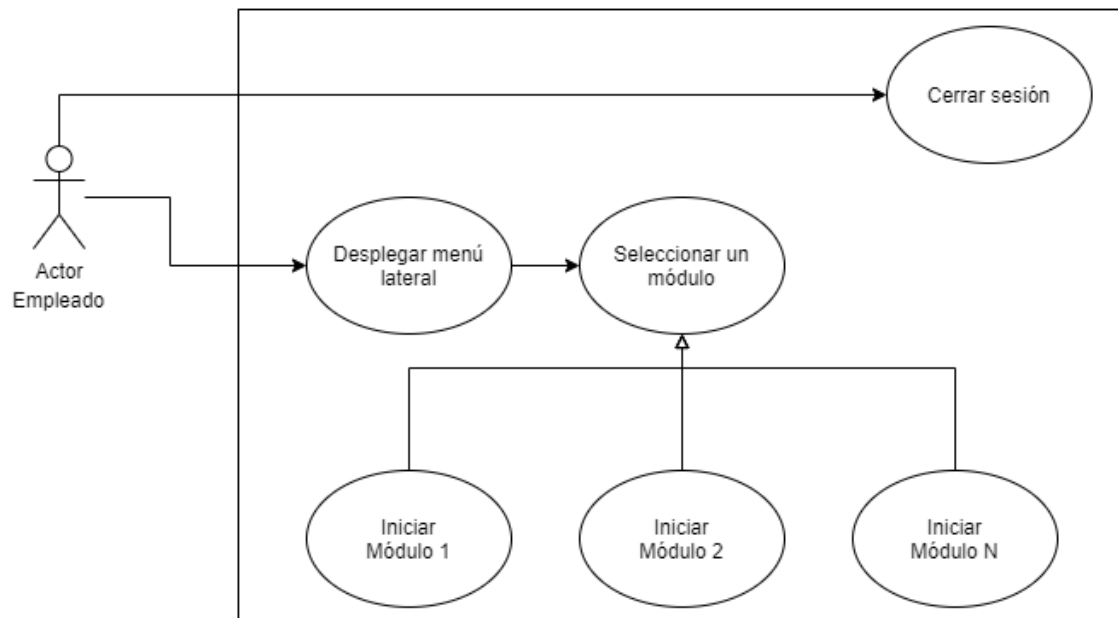 Cerrar sesión
Actor
Empleado
Desplegar menú
lateral
Seleccionar un
módulo
Iniciar
Módulo 1
Iniciar
Módulo 2
Iniciar
Módulo N